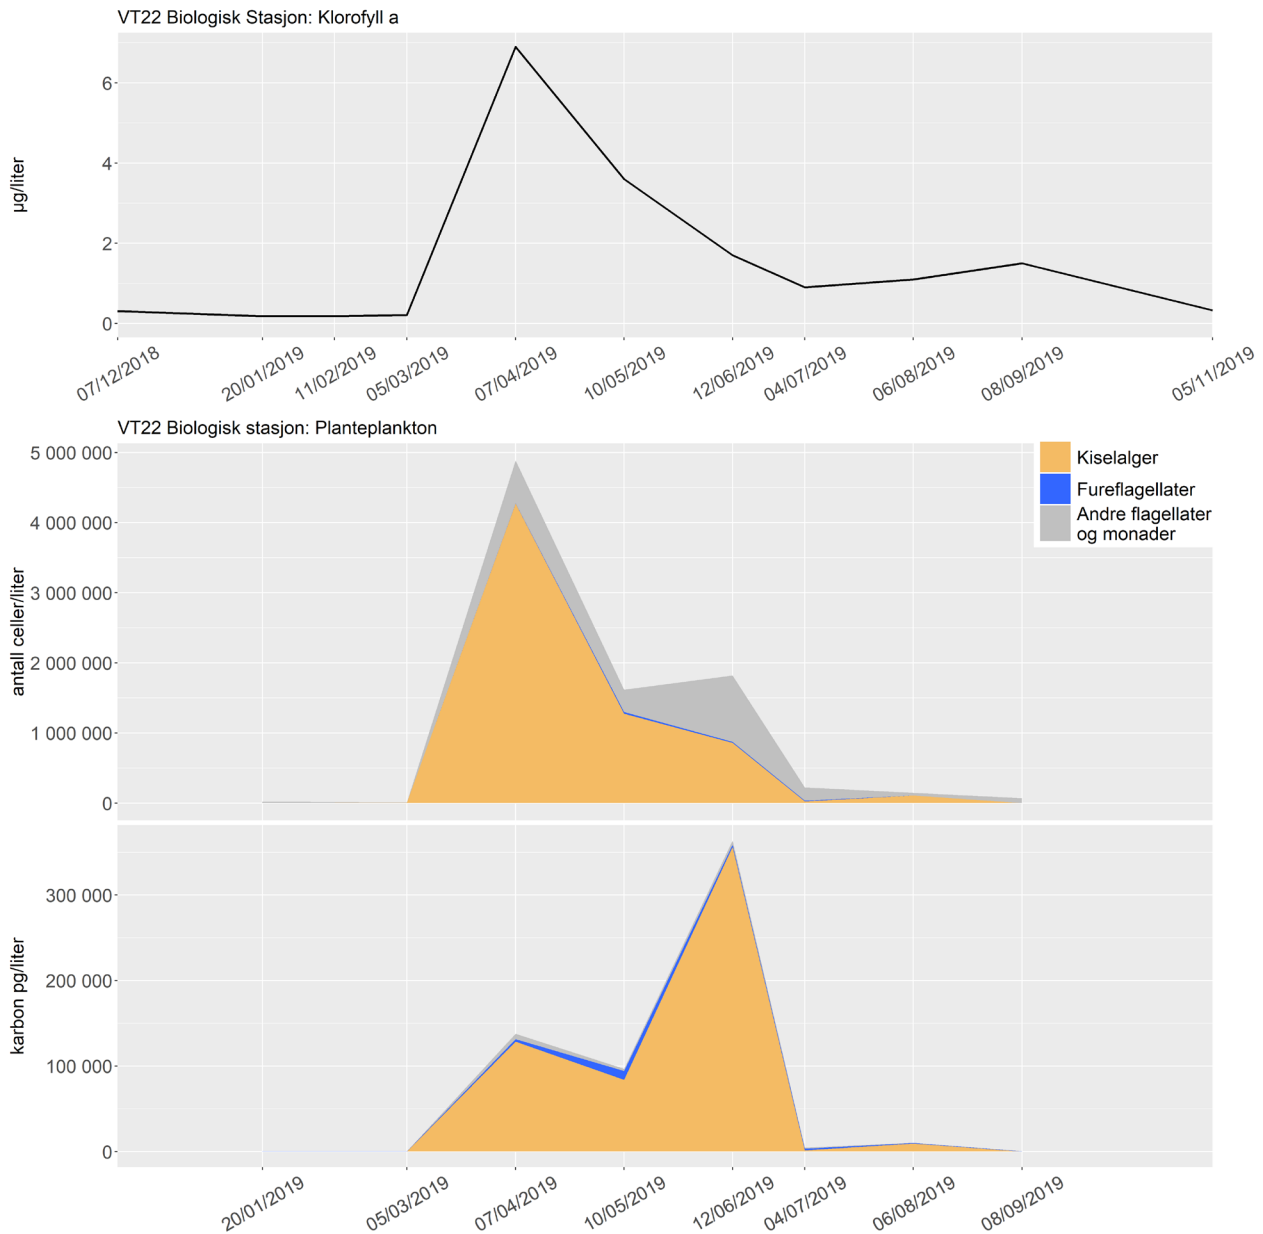 VT22 Biologisk Stasjon: Klorofyll a
µg/liter
6
4
2
0
07/12/2018
20/01/2019
11/02/2019
05/03/2019
07/04/2019
10/05/2019
12/06/2019
04/07/2019
06/08/2019
08/09/2019
05/11/2019
VT22 Biologisk stasjon: Planteplankton
antall celler/liter
5 000 000
4 000 000
3 000 000
2 000 000
1 000 000
0
Kiselalger
Fureflagellater
Andre flagellater
og monader
karbon pg/liter
300 000
200 000
100 000
0
20/01/2019
05/03/2019
07/04/2019
10/05/2019
12/06/2019
04/07/2019
06/08/2019
08/09/2019